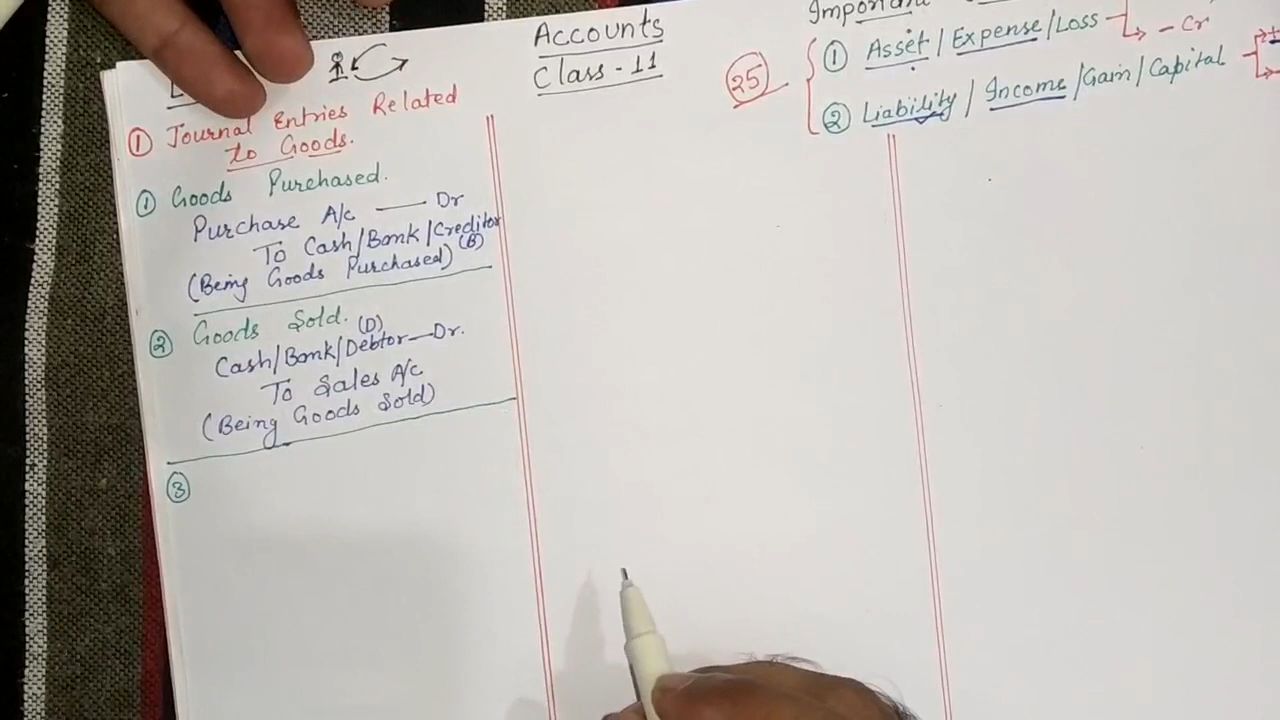 Accounts
Class - 11
Important
25
① Asset / Expense / Loss
- Cr
② Liability / Income / Gain / Capital
+
① Journal Entries Related
to Goods.
① Goods Purchased.
Purchase A/c —— Dr
To Cash/Bank/Creditor
(B)
(Being Goods Purchased)
② Goods Sold.
(D)
Cash/Bank/Debtor — Dr.
To Sales A/c
(Being Goods Sold)
③